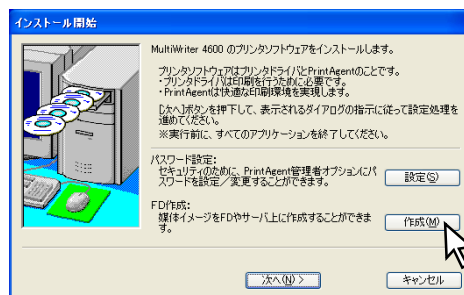 インストール開始
MultiWriter 4600 のプリンタソフトウェアをインストールします。
プリンタソフトウェアはプリンタドライバとPrintAgentのことです。
・プリンタドライバは印刷を行うために必要です。
・PrintAgentは快適な印刷環境を実現します。
[次へ]ボタンを押下して、表示されるダイアログの指示に従って設定処理を
進めてください。
※実行前に、すべてのアプリケーションを終了してください。
パスワード設定:
セキュリティのために、PrintAgent管理者オプションにパ
スワードを設定/変更することができます。
設定(S)
FD作成:
媒体イメージをFDやサーバ上に作成することができま
す。
作成(M)
次へ(N) >
キャンセル